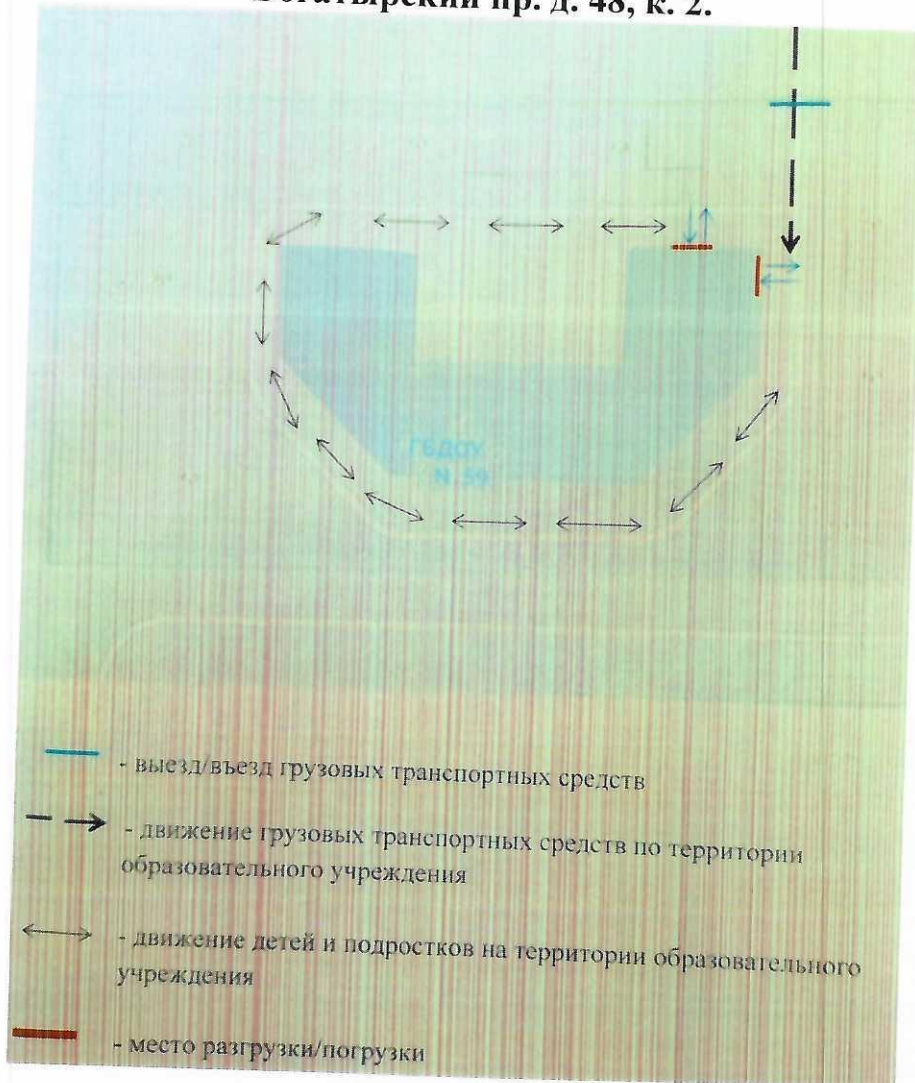 Богатырский пр. д. 48, к. 2.
ГБДОУ
N 59
- выезд/въезд грузовых транспортных средств
- движение грузовых транспортных средств по территории
образовательного учреждения
- движение детей и подростков на территории образовательного
учреждения
- место разгрузки/погрузки